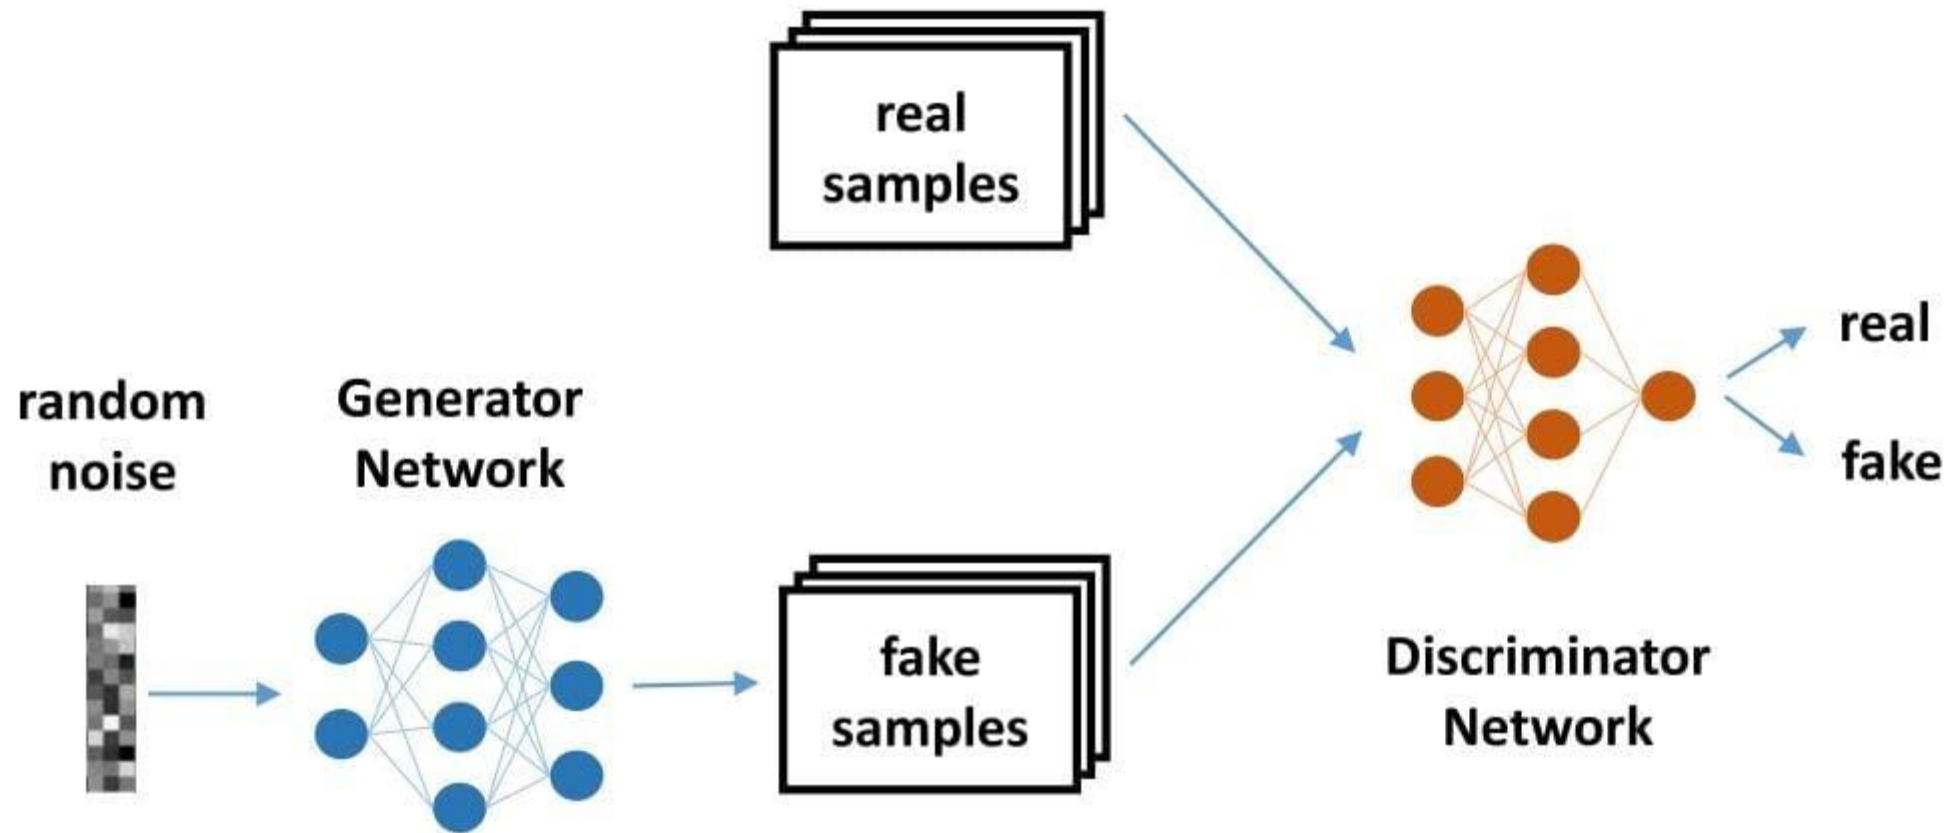 real
samples
random
noise
Generator
Network
fake
samples
real
fake
Discriminator
Network